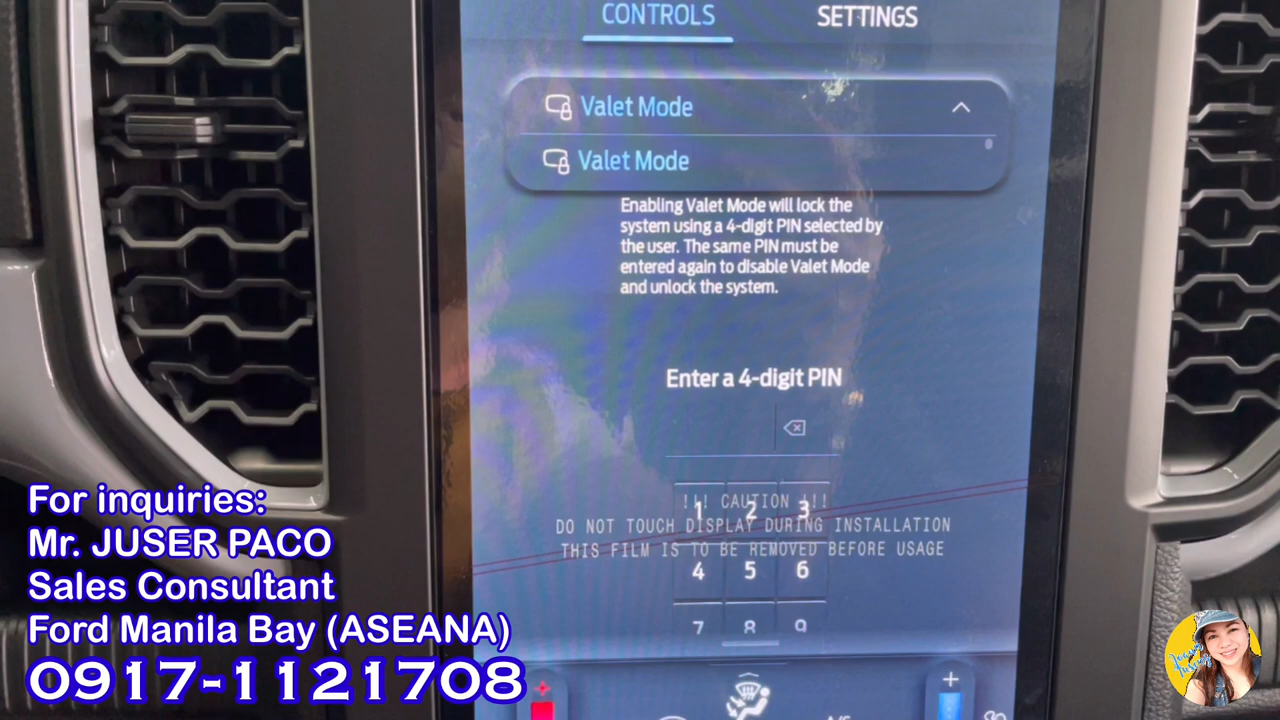 CONTROLS SETTINGS
Valet Mode
Valet Mode
Enabling Valet Mode will lock the
system using a 4-digit PIN selected by
the user. The same PIN must be
entered again to disable Valet Mode
and unlock the system.
Enter a 4-digit PIN
!!! CAUTION !!!
1 2 3
DO NOT TOUCH DISPLAY DURING INSTALLATION
THIS FILM IS TO BE REMOVED BEFORE USAGE
4 5 6
7 8 9
For inquiries:
Mr. JUSER PACO
Sales Consultant
Ford Manila Bay (ASEANA)
0917-1121708